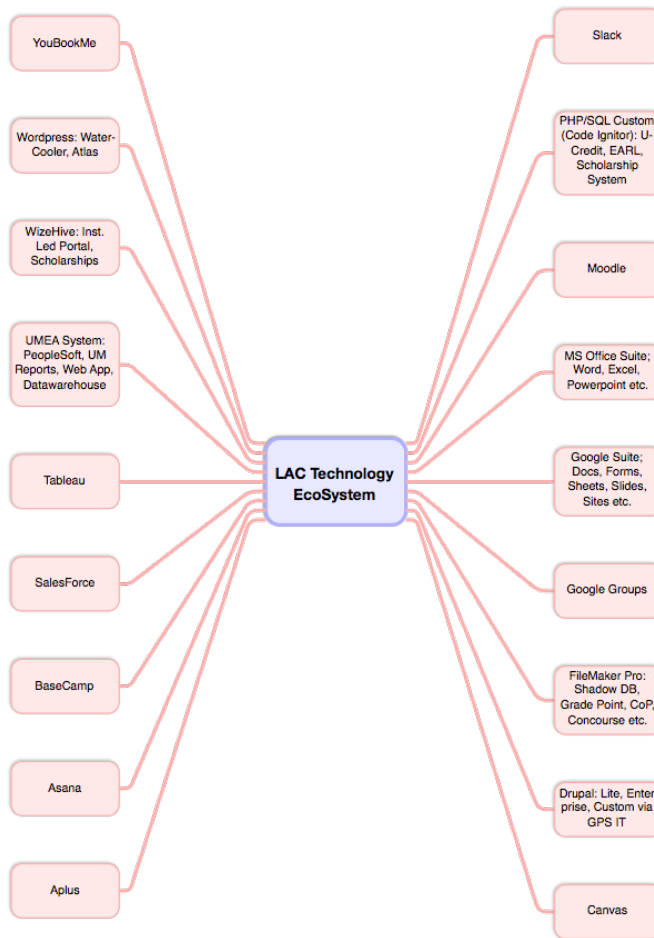 YouBookMe
Wordpress: Water-
Cooler, Atlas
WizeHive: Inst.
Led Portal,
Scholarships
UMEA System:
PeopleSoft, UM
Reports, Web App,
Datawarehouse
Tableau
SalesForce
BaseCamp
Asana
Aplus
LAC Technology
EcoSystem
Slack
PHP/SQL Custom
(Code Ignitor): U-
Credit, EARL,
Scholarship
System
Moodle
MS Office Suite;
Word, Excel,
Powerpoint etc.
Google Suite;
Docs, Forms,
Sheets, Slides,
Sites etc.
Google Groups
FileMaker Pro:
Shadow DB,
Grade Point, CoP,
Concourse etc.
Drupal: Lite, Enter
prise, Custom via
GPS IT
Canvas